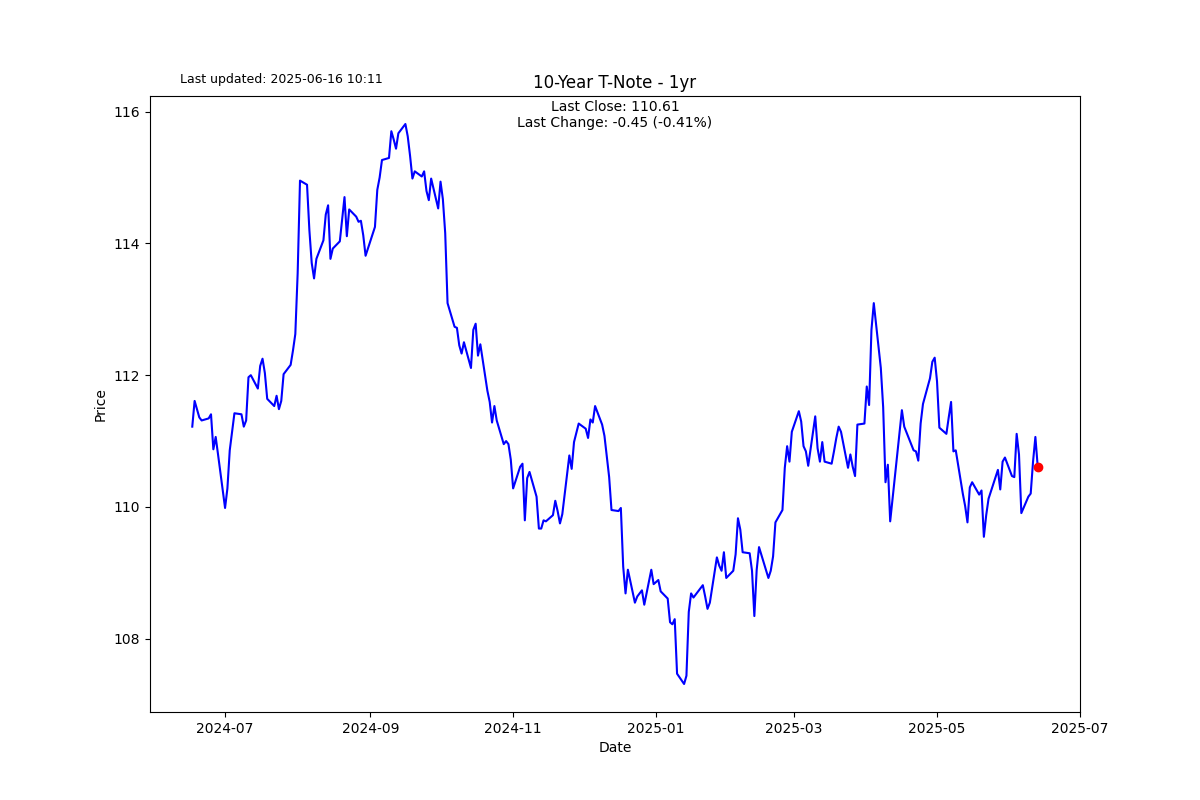 Last updated: 2025-06-16 10:11
10-Year T-Note - 1yr
Last Close: 110.61
Last Change: -0.45 (-0.41%)
116
114
112
110
108
Price
2024-07
2024-09
2024-11
2025-01
2025-03
2025-05
2025-07
Date